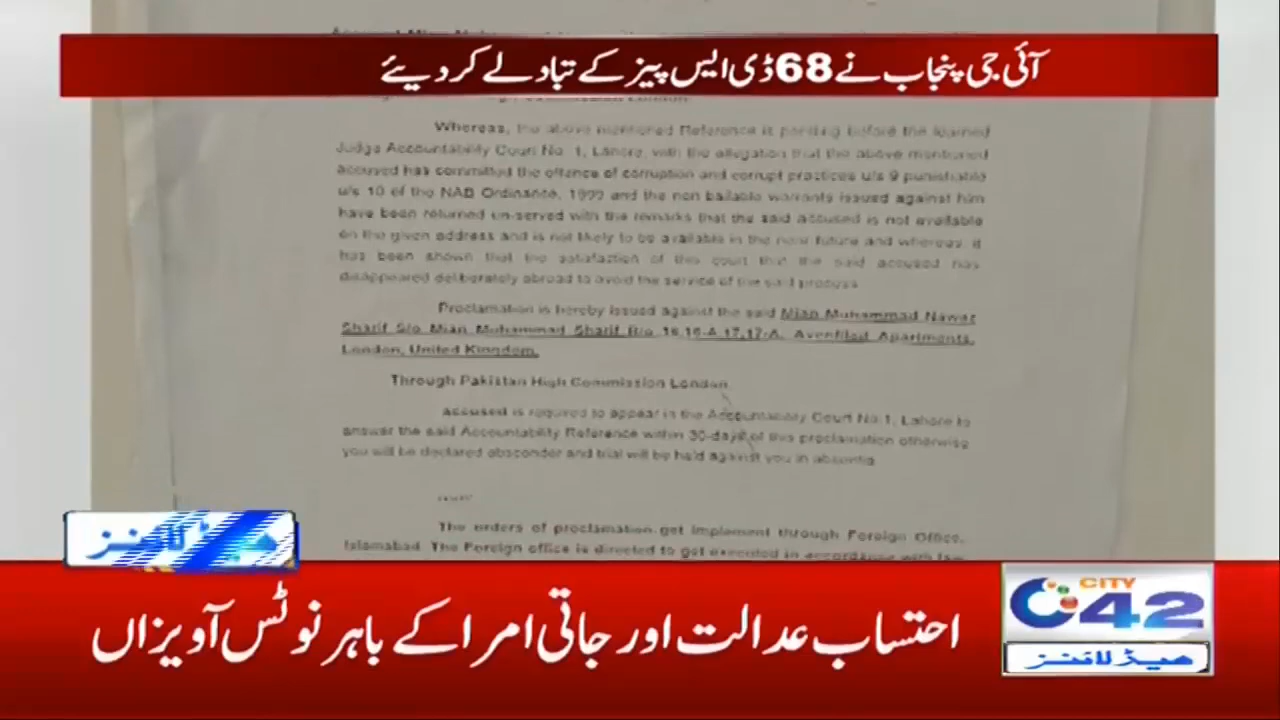 آئی جی پنجاب نے 68 ڈی ایس پیز کے تبادلے کر دیئے
Whereas, the above mentioned Reference is pending before the learned
Judge Accountability Court No. 1, Lahore, with the allegation that the above mentioned
accused has committed the offence of corruption and corrupt practices u/s 9 punishable
u/s 10 of the NAB Ordinance, 1999 and the non bailable warrants issued against him
have been returned un-served with the remarks that the said accused is not available
on the given address and is not likely to be available in the near future and whereas, it
has been shown that the satisfaction of this court that the said accused has
disappeared deliberately abroad to avoid the service of the said process
Proclamation is hereby issued against the said Mian Muhammad Nawaz
Sharif S/o Mian Muhammad Sharif R/o 16,16-A,17,17-A, Avenfiled Apartments,
London, United Kingdom.
Through Pakistan High Commission London
accused is required to appear in the Accountability Court No.1, Lahore to
answer the said Accountability Reference within 30-days of this proclamation otherwise
you will be declared absconder and trial will be held against you in absentia
The orders of proclamation get implement through Foreign Office,
Islamabad. The Foreign office is directed to get executed in accordance with law
ہیڈلائنز
احتساب عدالت اور جاتی امرا کے باہر نوٹس آویزاں
CITY
42
ہیڈلائنز